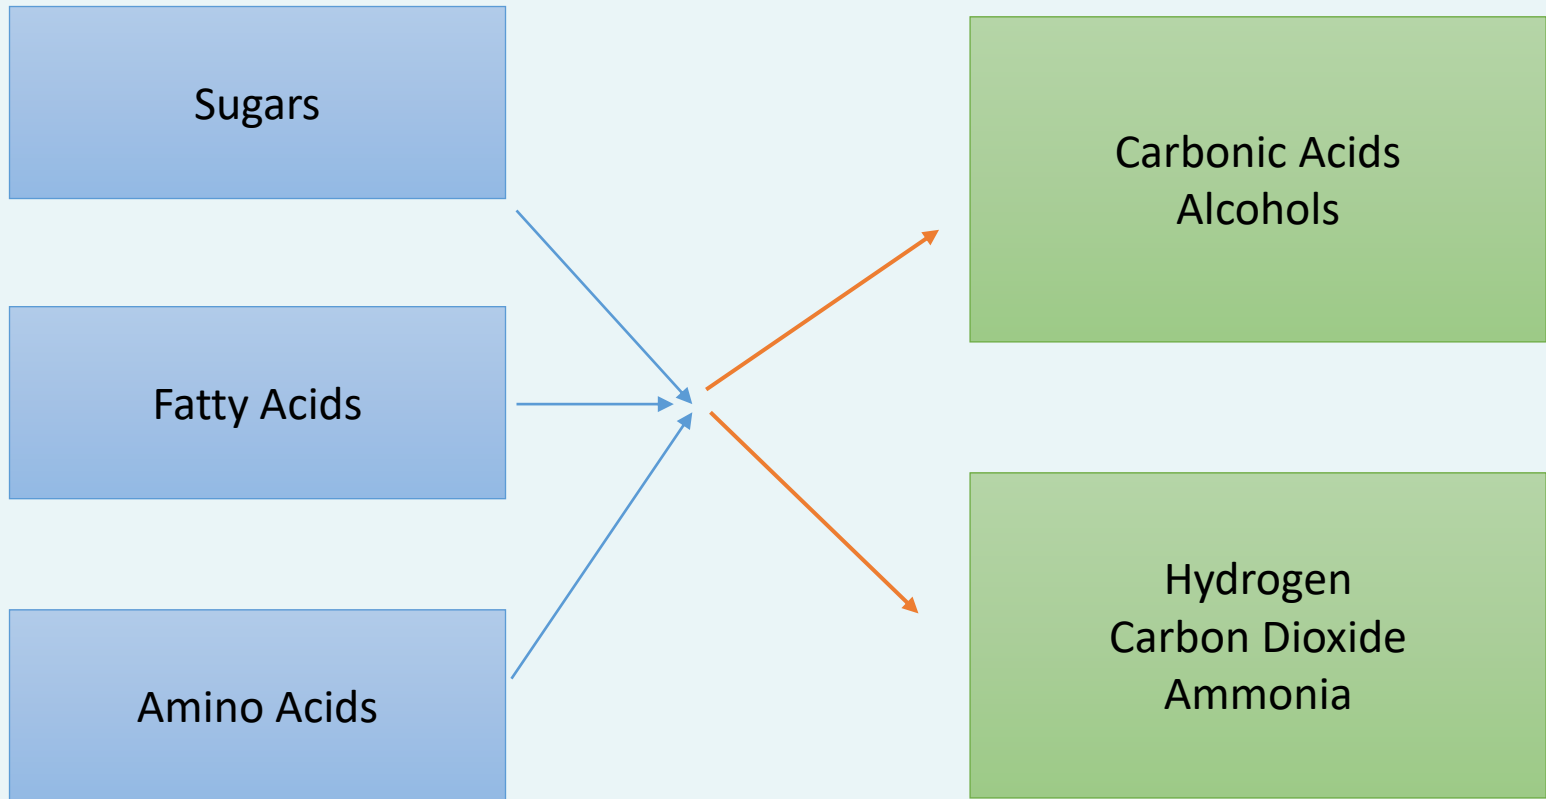 Sugars
Fatty Acids
Amino Acids
Carbonic Acids
Alcohols
Hydrogen
Carbon Dioxide
Ammonia